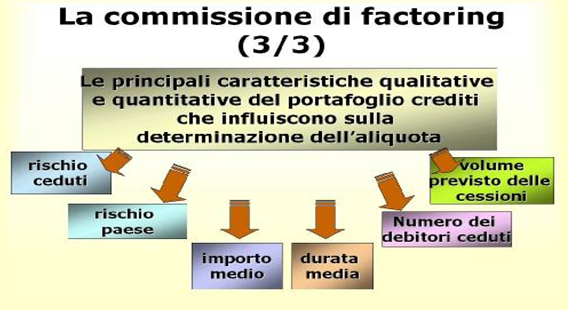 La commissione di factoring
(3/3)
Le principali caratteristiche qualitative
e quantitative del portafoglio crediti
che influiscono sulla
determinazione dell'aliquota
rischio
ceduti
rischio
paese
importo
medio
durata
media
Numero dei
debitori ceduti
volume
previsto delle
cessioni